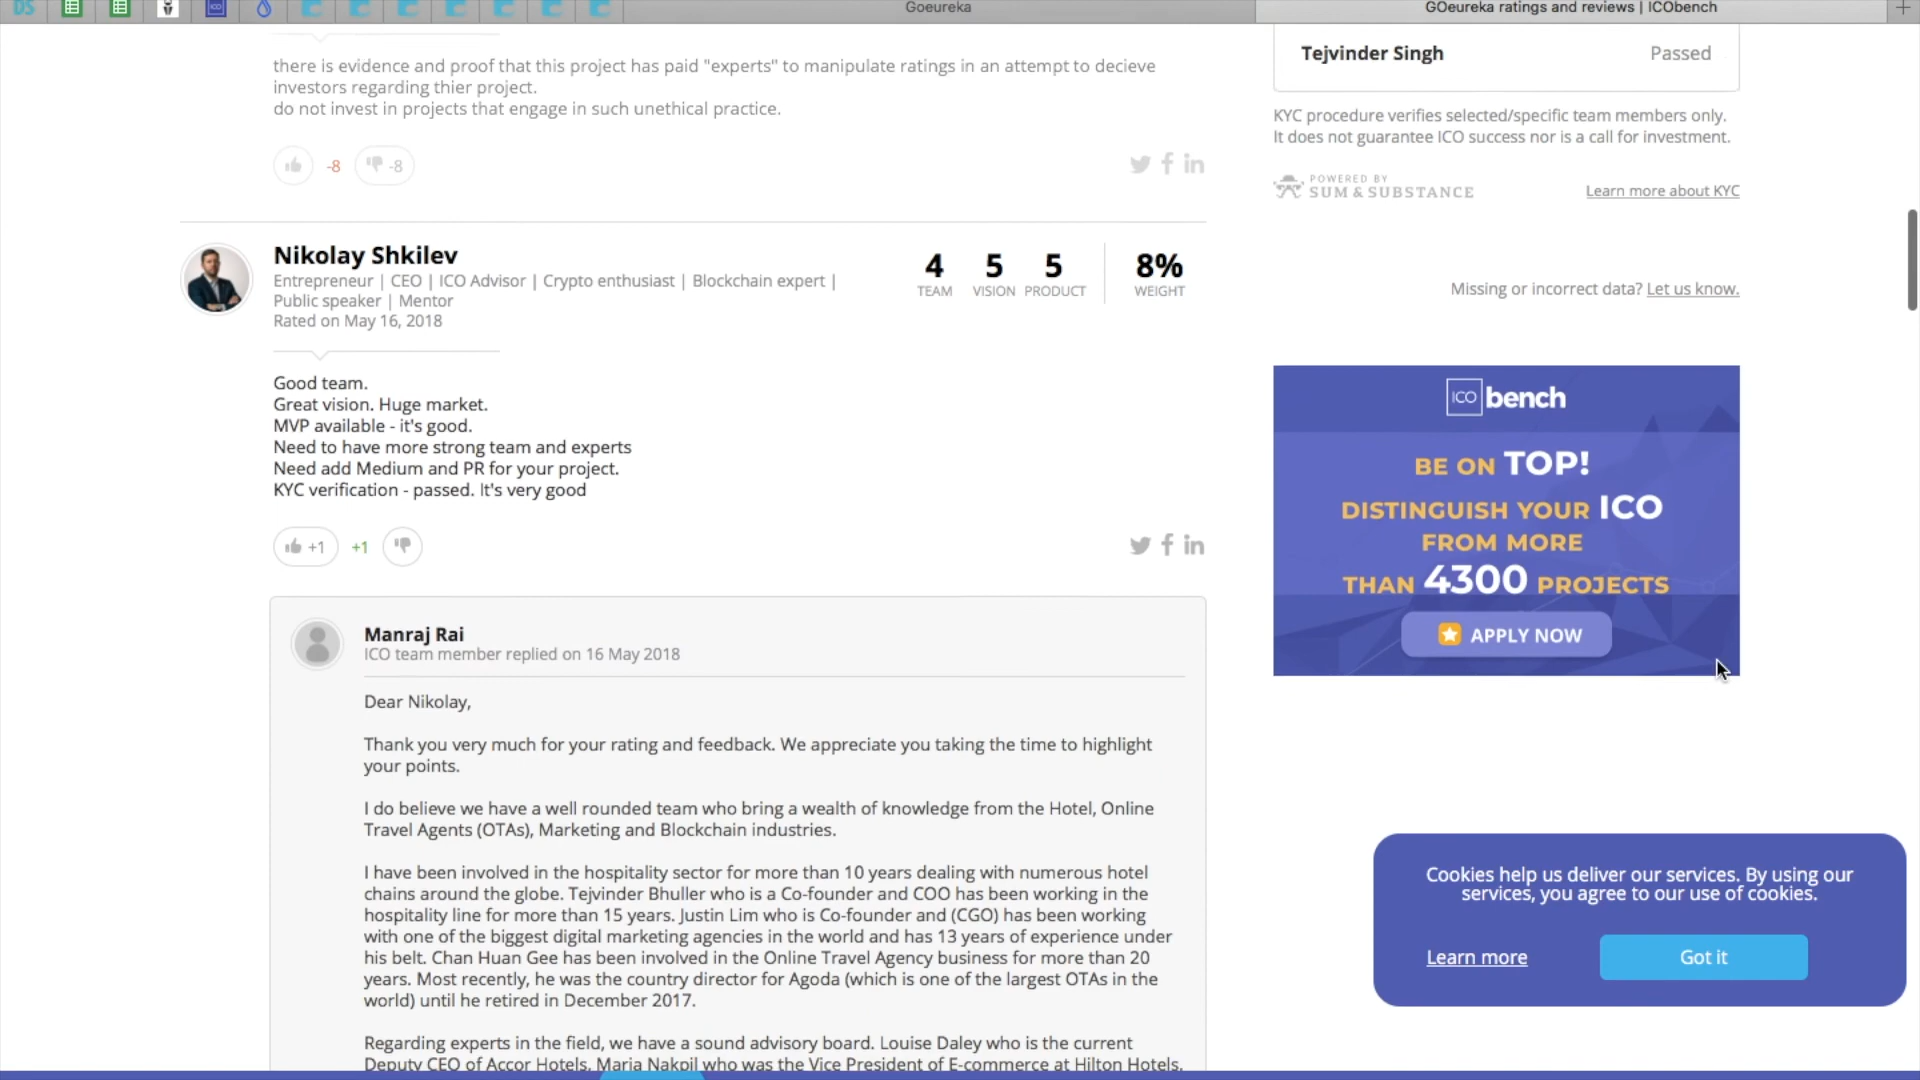 DS
Goeureka
GOeureka ratings and reviews | ICObench
there is evidence and proof that this project has paid "experts" to manipulate ratings in an attempt to decieve
investors regarding thier project.
do not invest in projects that engage in such unethical practice.
-8
-8
Nikolay Shkilev
Entrepreneur | CEO | ICO Advisor | Crypto enthusiast | Blockchain expert |
Public speaker | Mentor
Rated on May 16, 2018
4 5 5 8%
TEAM VISION PRODUCT WEIGHT
Good team.
Great vision. Huge market.
MVP available - it's good.
Need to have more strong team and experts
Need add Medium and PR for your project.
KYC verification - passed. It's very good
+1
+1
Manraj Rai
ICO team member replied on 16 May 2018
Dear Nikolay,
Thank you very much for your rating and feedback. We appreciate you taking the time to highlight
your points.
I do believe we have a well rounded team who bring a wealth of knowledge from the Hotel, Online
Travel Agents (OTAs), Marketing and Blockchain industries.
I have been involved in the hospitality sector for more than 10 years dealing with numerous hotel
chains around the globe. Tejvinder Bhuller who is a Co-founder and COO has been working in the
hospitality line for more than 15 years. Justin Lim who is Co-founder and (CGO) has been working
with one of the biggest digital marketing agencies in the world and has 13 years of experience under
his belt. Chan Huan Gee has been involved in the Online Travel Agency business for more than 20
years. Most recently, he was the country director for Agoda (which is one of the largest OTAs in the
world) until he retired in December 2017.
Regarding experts in the field, we have a sound advisory board. Louise Daley who is the current
Deputy CEO of Accor Hotels, Maria Nakpil who was the Vice President of E-commerce at Hilton Hotels,
Tejvinder Singh Passed
KYC procedure verifies selected/specific team members only.
It does not guarantee ICO success nor is a call for investment.
POWERED BY
SUM & SUBSTANCE
Learn more about KYC
Missing or incorrect data? Let us know.
ICO bench
BE ON TOP!
DISTINGUISH YOUR ICO
FROM MORE
THAN 4300 PROJECTS
APPLY NOW
Cookies help us deliver our services. By using our
services, you agree to our use of cookies.
Learn more
Got it